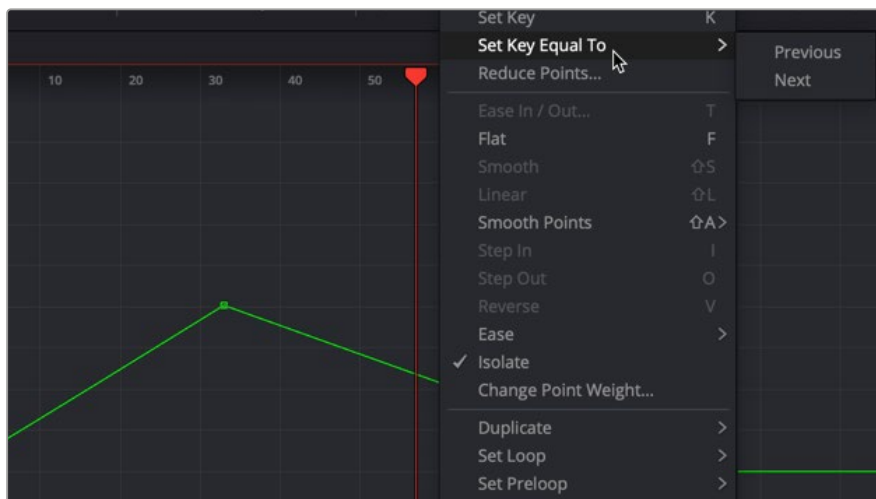 Set Key K
Set Key Equal To >
Previous
Reduce Points...
Next
10 20 30 40 50
Ease In / Out... T
Flat F
Smooth ⇧S
Linear ⇧L
Smooth Points ⇧A>
Step In I
Step Out O
Reverse V
Ease >
✓ Isolate
Change Point Weight...
Duplicate >
Set Loop >
Set Preloop >